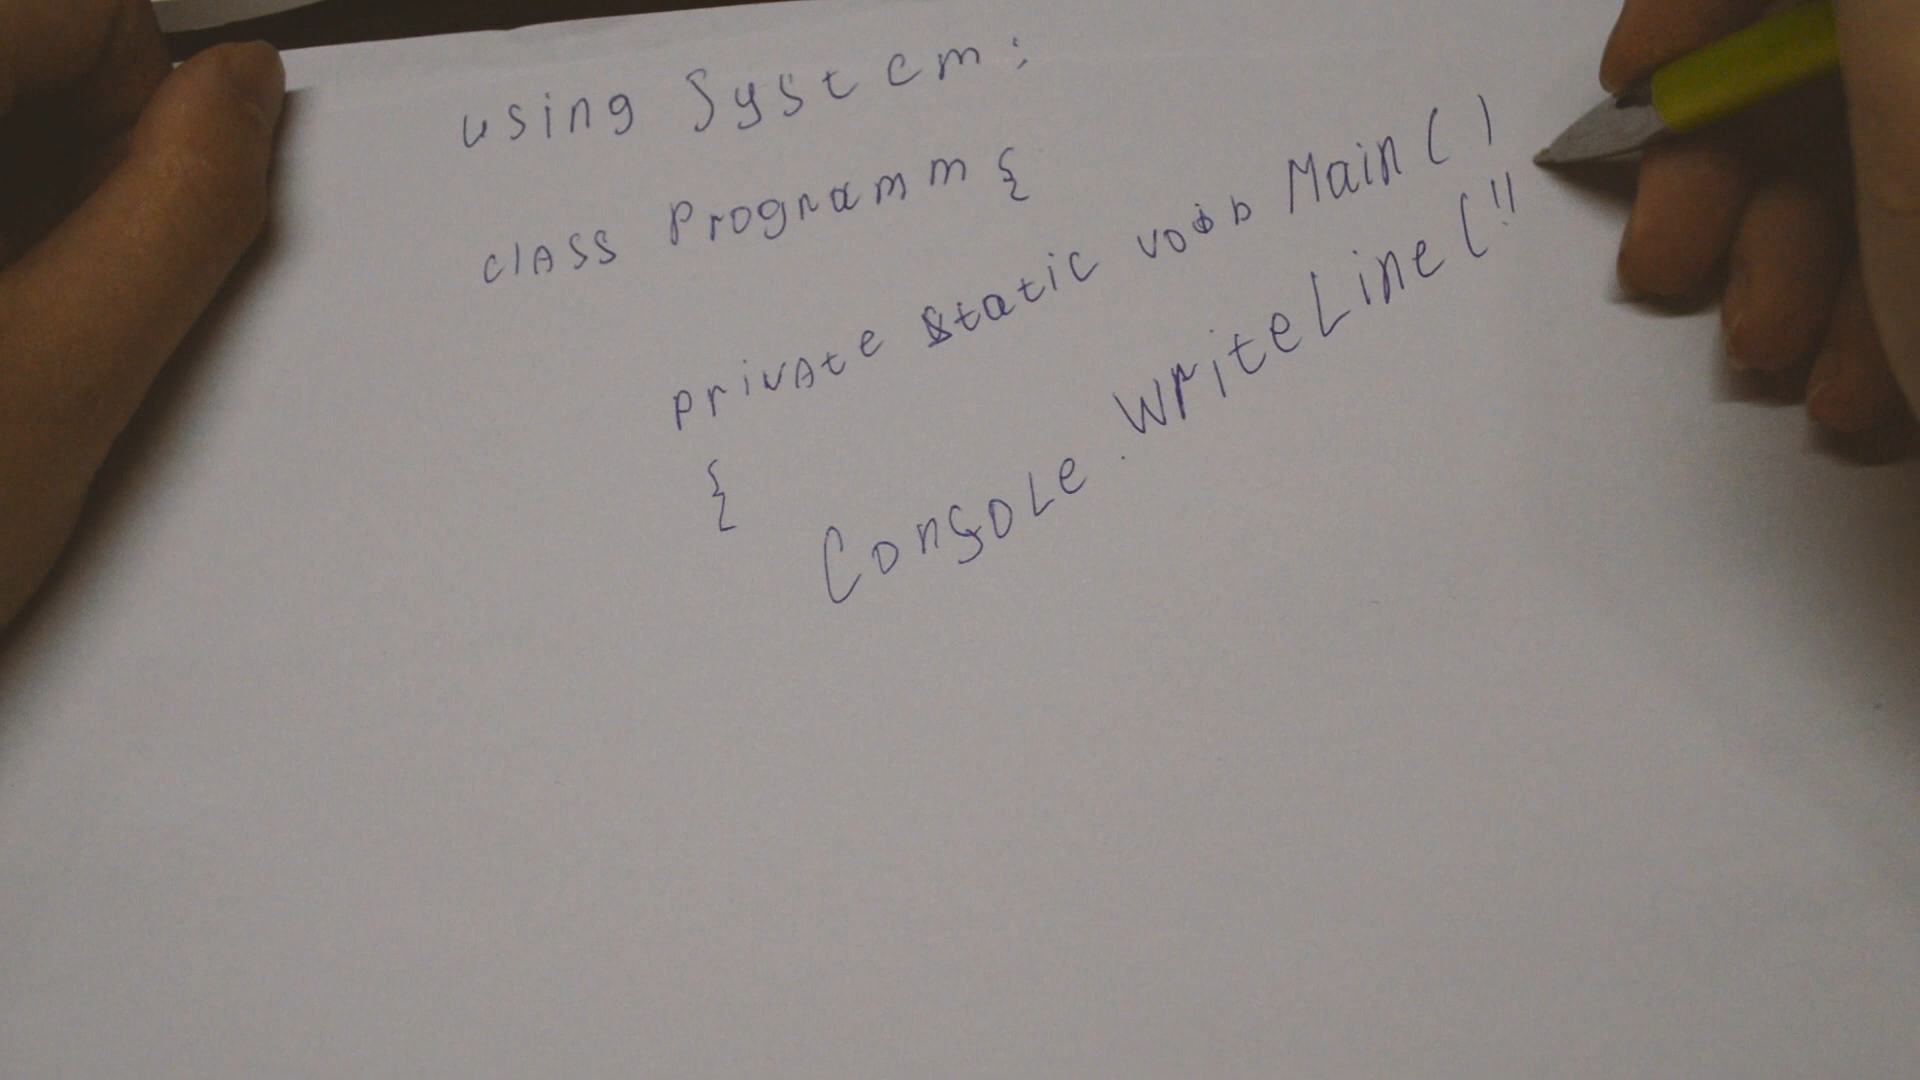 using System;
class Programm {
private static void Main()
{
Console.WriteLine("